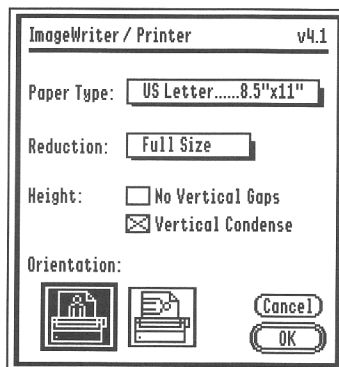 ImageWriter / Printer v4.1
Paper Type: US Letter......8.5"x11"
Reduction: Full Size
Height: No Vertical Gaps
Vertical Condense
Orientation:
Cancel
OK